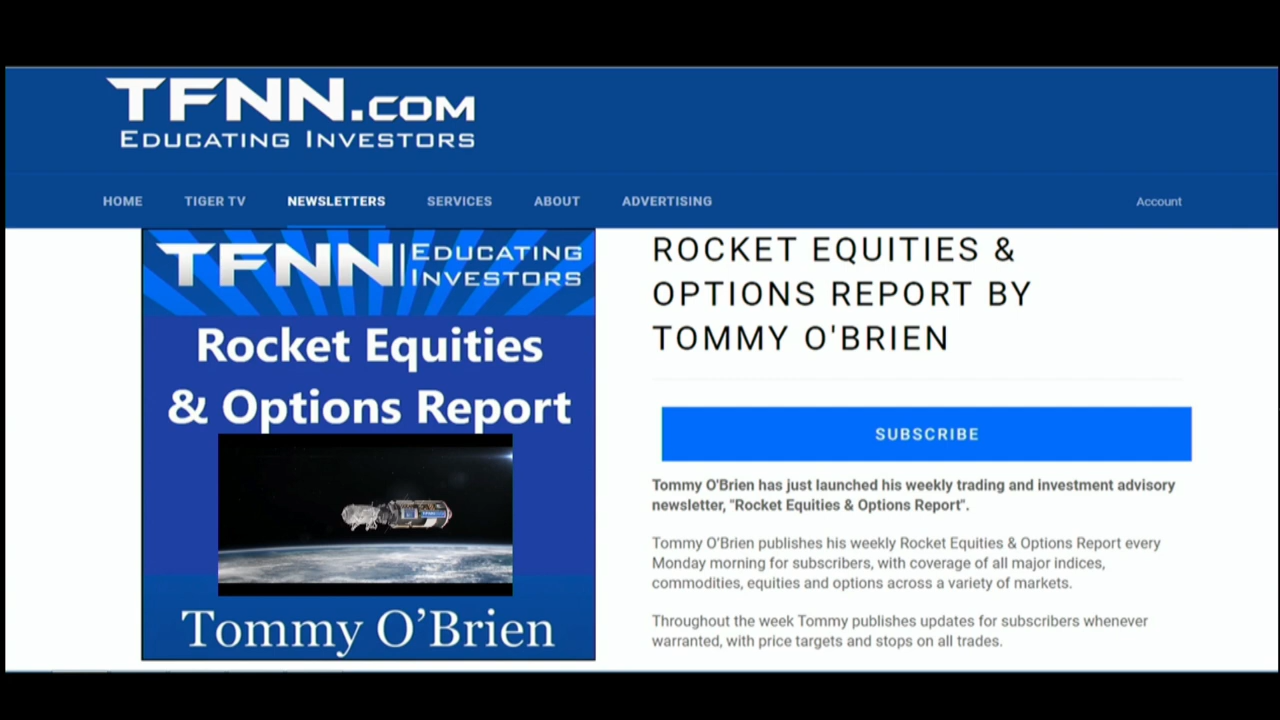 TFNN.COM
EDUCATING INVESTORS
HOME TIGER TV NEWSLETTERS SERVICES ABOUT ADVERTISING Account
TFNN | EDUCATING
INVESTORS
Rocket Equities
& Options Report
Tommy O’Brien
ROCKET EQUITIES &
OPTIONS REPORT BY
TOMMY O'BRIEN
SUBSCRIBE
Tommy O'Brien has just launched his weekly trading and investment advisory
newsletter, "Rocket Equities & Options Report".
Tommy O’Brien publishes his weekly Rocket Equities & Options Report every
Monday morning for subscribers, with coverage of all major indices,
commodities, equities and options across a variety of markets.
Throughout the week Tommy publishes updates for subscribers whenever
warranted, with price targets and stops on all trades.